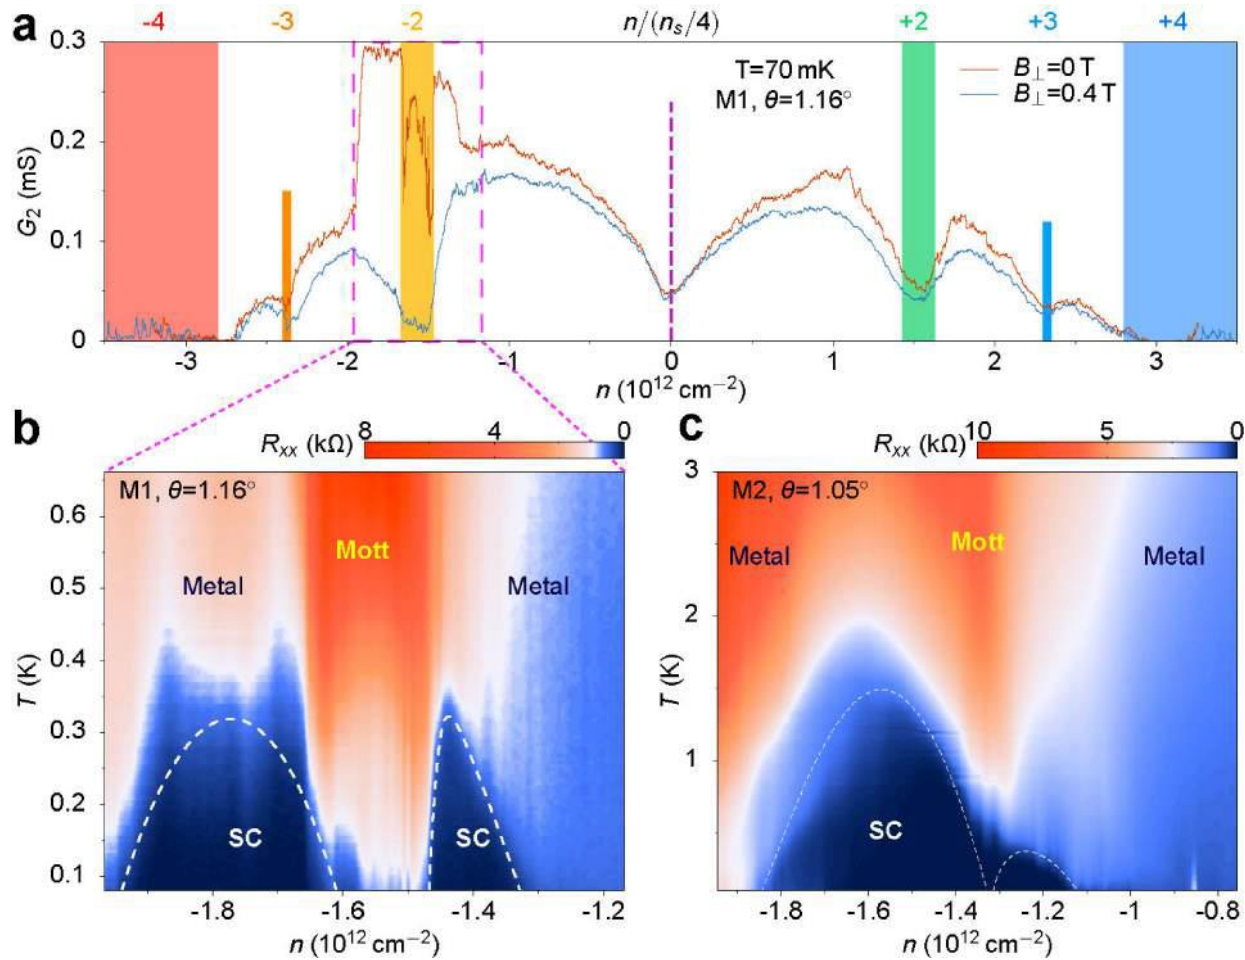 a
-4 -3 -2 n/(n_s/4) +2 +3 +4
0.3
0.2
0.1
0
G₂ (mS)
T=70 mK
M1, θ=1.16°
B⊥=0 T
B⊥=0.4 T
-3 -2 -1 0 1 2 3
n (10¹² cm⁻²)
b
R_xx (kΩ) 8 4 0
M1, θ=1.16°
Mott
Metal
Metal
SC
SC
0.6
0.5
0.4
0.3
0.2
0.1
T (K)
-1.8 -1.6 -1.4 -1.2
n (10¹² cm⁻²)
c
R_xx (kΩ) 10 5 0
M2, θ=1.05°
Metal
Mott
Metal
SC
3
2
1
T (K)
-1.8 -1.6 -1.4 -1.2 -1 -0.8
n (10¹² cm⁻²)